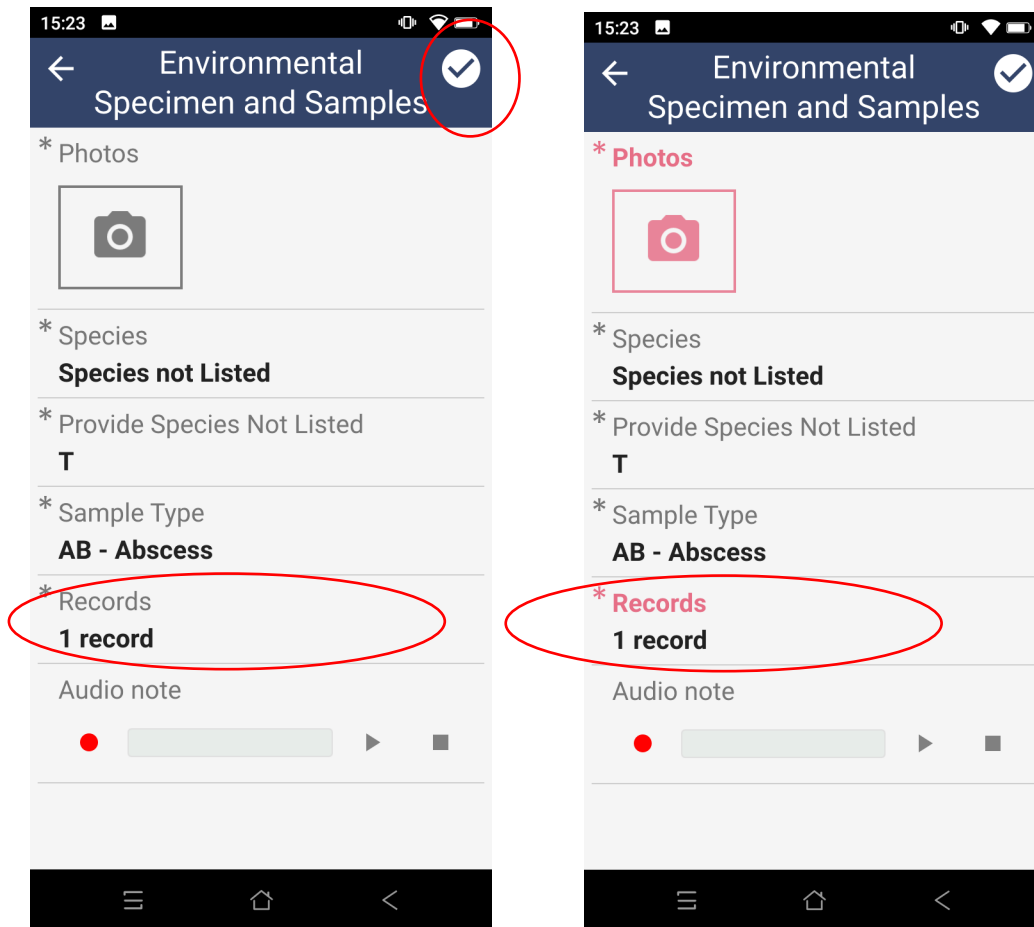 15:23
Environmental
Specimen and Samples
* Photos
* Species
Species not Listed
* Provide Species Not Listed
T
* Sample Type
AB - Abscess
* Records
1 record
Audio note
15:23
Environmental
Specimen and Samples
* Photos
* Species
Species not Listed
* Provide Species Not Listed
T
* Sample Type
AB - Abscess
* Records
1 record
Audio note